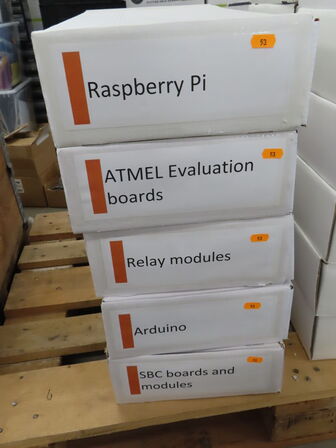 Raspberry Pi
ATMEL Evaluation
boards
Relay modules
Arduino
SBC boards and
modules